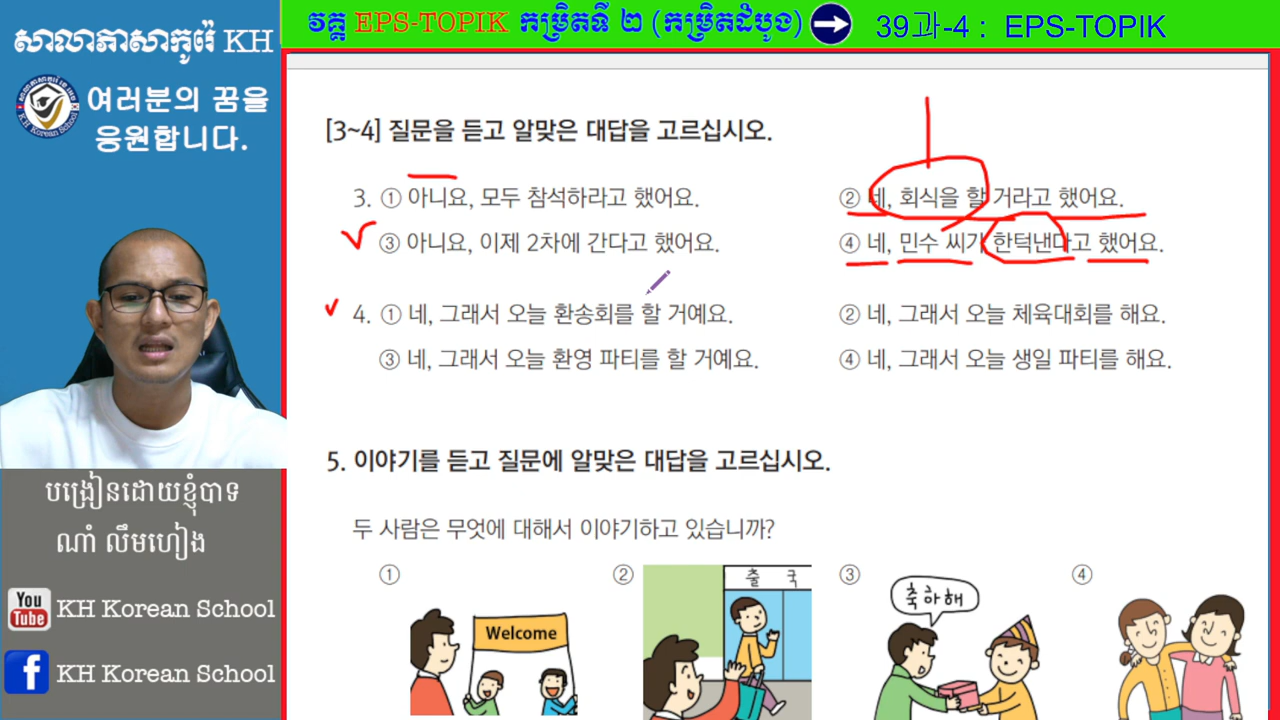 សាលាភាសាកូរ៉េ KH
វគ្គ EPS-TOPIK កម្រិតទី ២ (កម្រិតដំបូង)
39과-4 : EPS-TOPIK
여러분의 꿈을
응원합니다.
KH Korean School
[3~4] 질문을 듣고 알맞은 대답을 고르십시오.
3. ① 아니요, 모두 참석하라고 했어요.
② 네, 회식을 할 거라고 했어요.
③ 아니요, 이제 2차에 간다고 했어요.
④ 네, 민수 씨가 한턱낸다고 했어요.
4. ① 네, 그래서 오늘 환송회를 할 거예요.
② 네, 그래서 오늘 체육대회를 해요.
③ 네, 그래서 오늘 환영 파티를 할 거예요.
④ 네, 그래서 오늘 생일 파티를 해요.
5. 이야기를 듣고 질문에 알맞은 대답을 고르십시오.
두 사람은 무엇에 대해서 이야기하고 있습니까?
①
Welcome
②
출 국
③
축하해
④
បង្រៀនដោយខ្ញុំបាទ
ណាំ លឹមហៀង
You
Tube
KH Korean School
f
KH Korean School